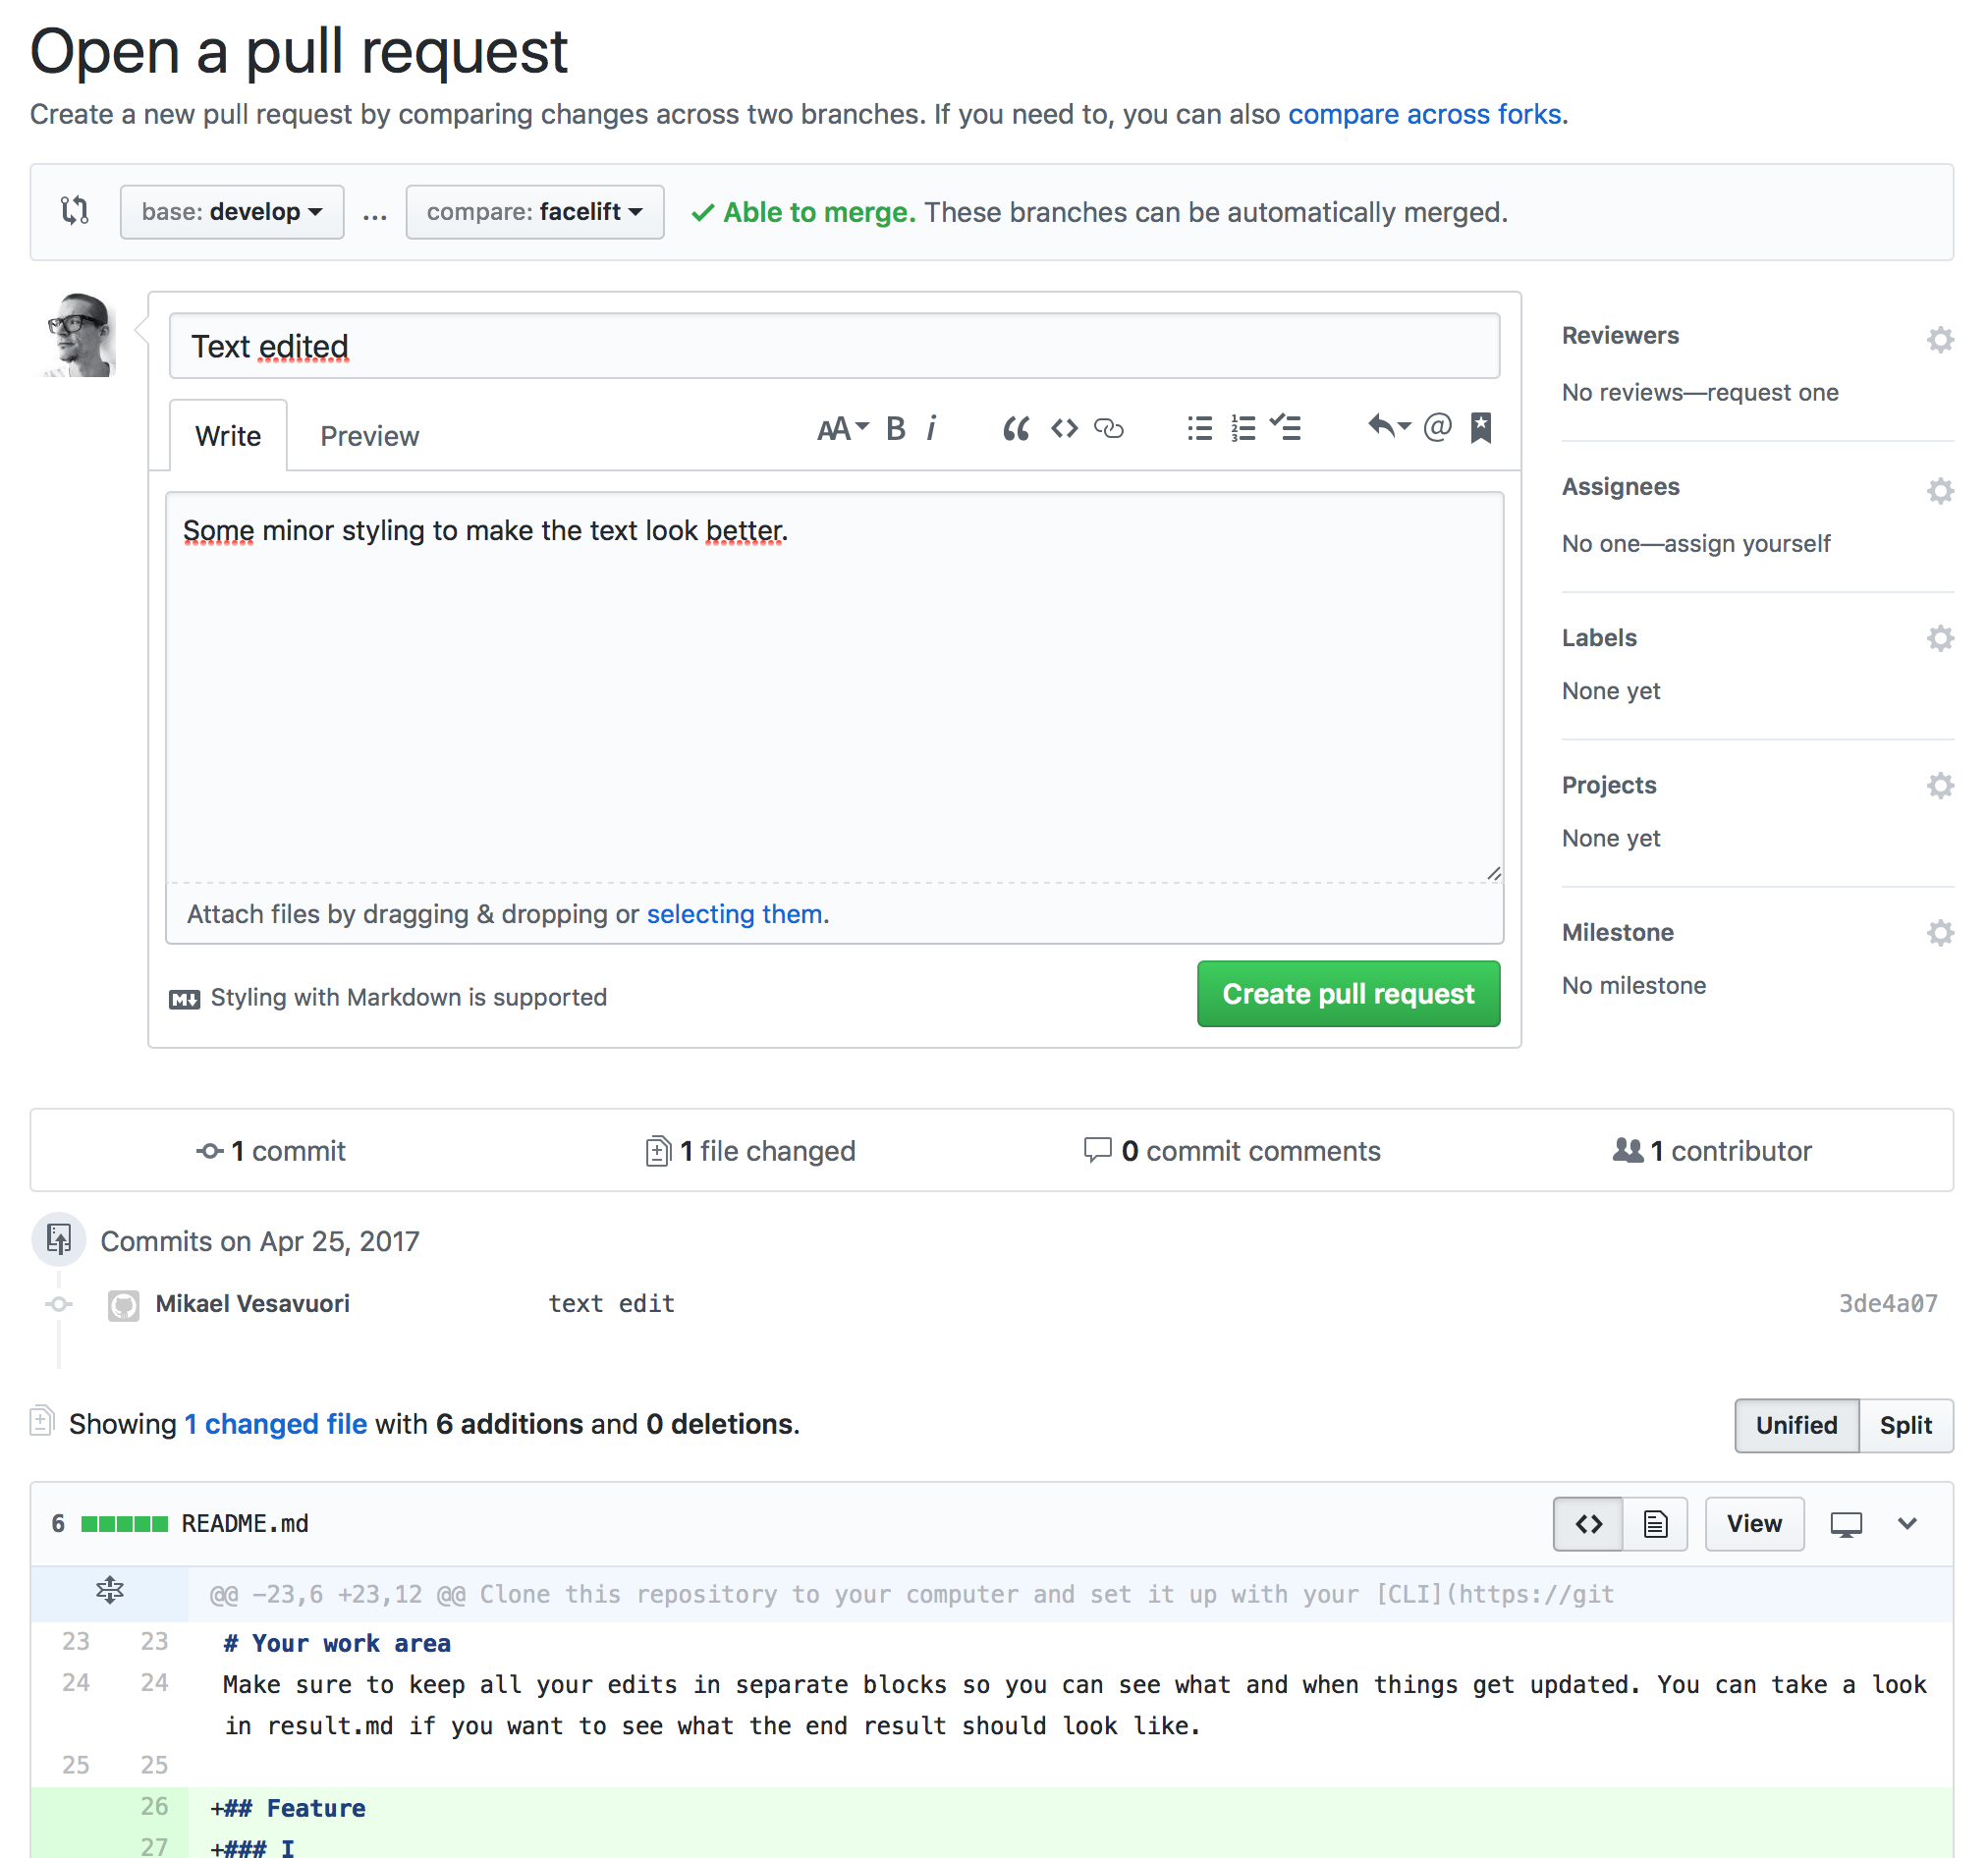 Open a pull request
Create a new pull request by comparing changes across two branches. If you need to, you can also compare across forks.
base: develop ... compare: facelift Able to merge. These branches can be automatically merged.
Text edited
Write Preview AA B i “ <> @
Some minor styling to make the text look better.
Attach files by dragging & dropping or selecting them.
Styling with Markdown is supported Create pull request
Reviewers
No reviews—request one
Assignees
No one—assign yourself
Labels
None yet
Projects
None yet
Milestone
No milestone
1 commit 1 file changed 0 commit comments 1 contributor
Commits on Apr 25, 2017
Mikael Vesavuori text edit 3de4a07
Showing 1 changed file with 6 additions and 0 deletions. Unified Split
6 README.md <> View
@@ -23,6 +23,12 @@ Clone this repository to your computer and set it up with your [CLI](https://git
23 23 # Your work area
24 24 Make sure to keep all your edits in separate blocks so you can see what and when things get updated. You can take a look
in result.md if you want to see what the end result should look like.
25 25
26 +## Feature
27 +### I